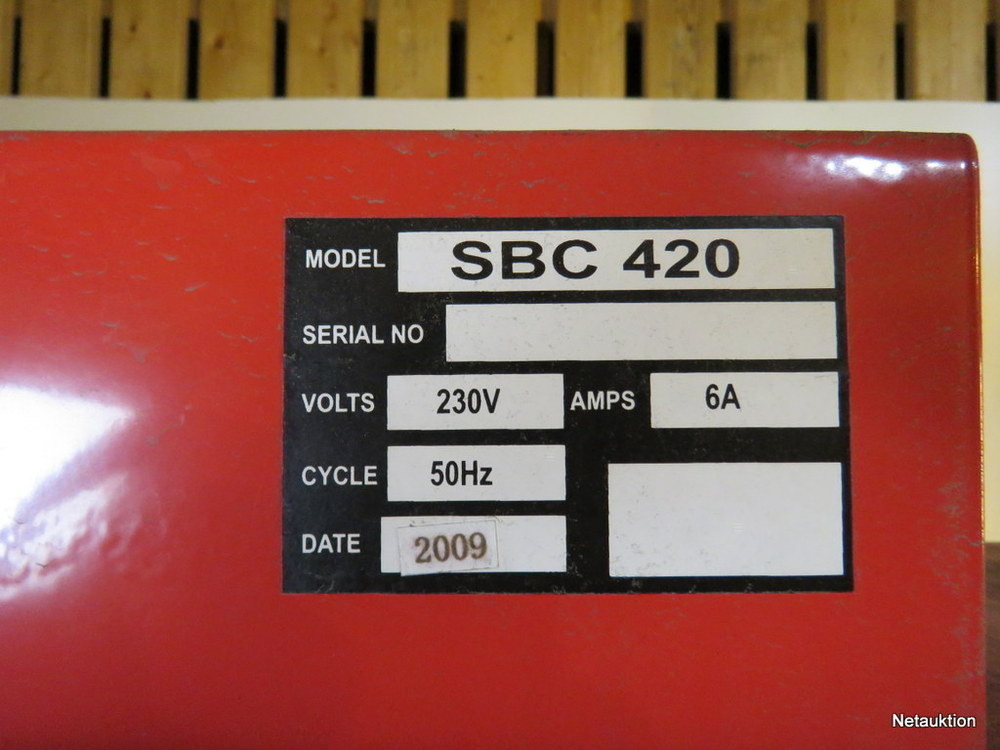 MODEL SBC 420
SERIAL NO
VOLTS 230V AMPS 6A
CYCLE 50Hz
DATE 2009
Netauktion